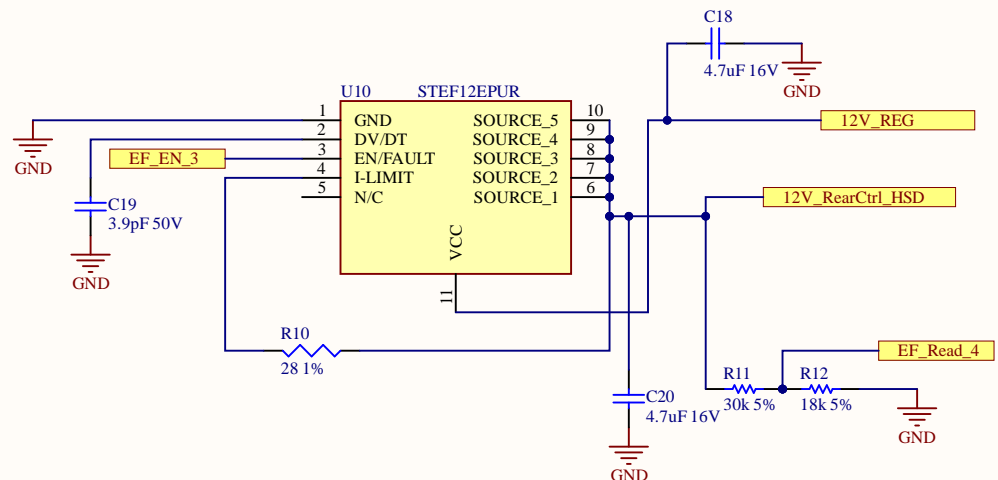 C18
4.7uF 16V
GND
U10
STEF12EPUR
1
GND
SOURCE_5
10
2
DV/DT
SOURCE_4
9
3
EN/FAULT
SOURCE_3
8
4
I-LIMIT
SOURCE_2
7
5
N/C
SOURCE_1
6
VCC
11
12V_REG
GND
EF_EN_3
12V_RearCtrl_HSD
C19
3.9pF 50V
GND
R10
28 1%
EF_Read_4
R11
30k 5%
R12
18k 5%
C20
4.7uF 16V
GND
GND